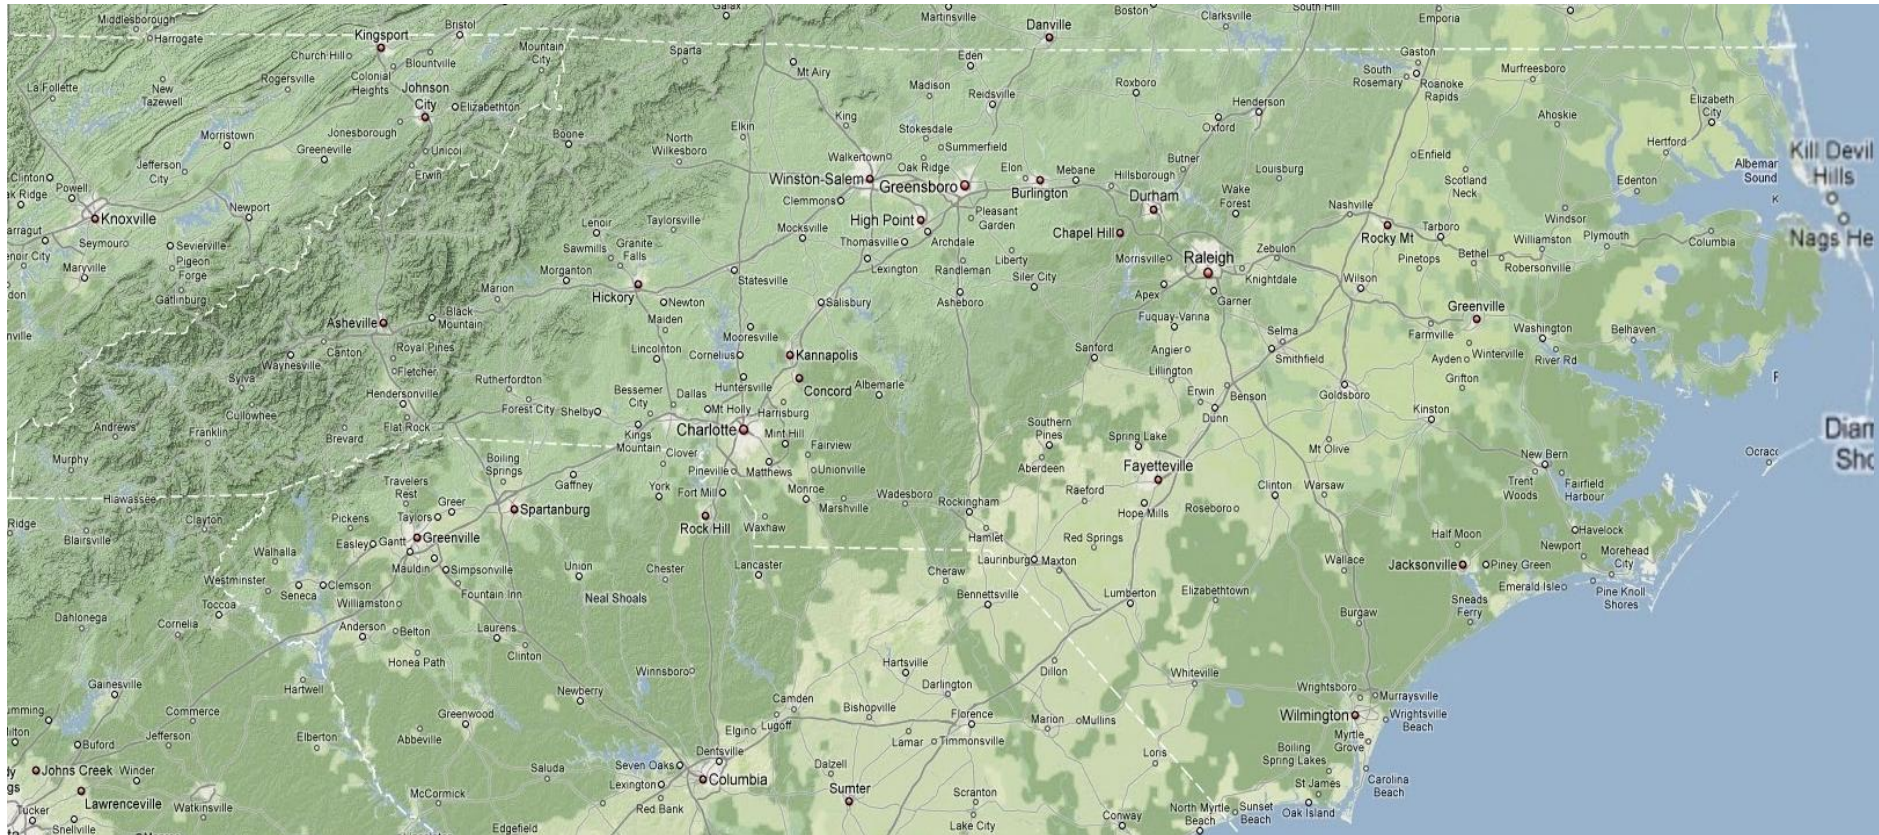 Middlesborough
Harrogate
Kingsport
Bristol
Galax
Martinsville
Danville
Boston
Clarksville
South Hill
Emporia
Church Hill
Blountville
Mountain
City
Sparta
Mt Airy
Eden
Gaston
La Follette
New
Tazewell
Rogersville
Colonial
Heights
Johnson
City
Elizabethton
Madison
Reidsville
Roxboro
Henderson
South
Rosemary
Roanoke
Rapids
Murfreesboro
Ahoskie
Elizabeth
City
Morristown
Jonesborough
Greeneville
Unicoi
Erwin
Boone
North
Wilkesboro
Elkin
King
Stokesdale
Summerfield
Oxford
Hertford
Clinton
Jefferson
City
Powell
ak Ridge
Walkertown
Oak Ridge
Elon
Mebane
Hillsborough
Butner
Louisburg
Enfield
Scotland
Neck
Edenton
Albemar
Sound
Kill Devil
Hills
Knoxville
Newport
Winston-Salem
Greensboro
Burlington
Durham
Wake
Forest
Nashville
Windsor
K
Clemmons
High Point
Pleasant
Garden
Chapel Hill
Rocky Mt
Tarboro
Williamston
Plymouth
Columbia
Nags He
arragut
Seymour
Sevierville
Pigeon
Forge
Lenoir
Taylorsville
Sawmills
Granite
Falls
Mocksville
Thomasville
Archdale
Liberty
Morrisville
Raleigh
Zebulon
Pinetops
Bethel
Robersonville
enoir City
Maryville
Gatlinburg
Morganton
Statesville
Lexington
Randleman
Siler City
Knightdale
Wilson
don
Marion
Hickory
Newton
Salisbury
Asheboro
Apex
Garner
Greenville
nville
Asheville
Black
Mountain
Maiden
Mooresville
Fuquay-Varina
Selma
Farmville
Washington
Belhaven
Canton
Waynesville
Royal Pines
Fletcher
Lincolnton
Cornelius
Kannapolis
Sanford
Angier
Smithfield
Ayden
Winterville
River Rd
Sylva
Hendersonville
Rutherfordton
Bessemer
City
Dallas
Huntersville
Concord
Albemarle
Lillington
Erwin
Benson
Goldsboro
Grifton
Cullowhee
Forest City
Shelby
Mt Holly
Harrisburg
Dunn
Kinston
Andrews
Franklin
Brevard
Flat Rock
Kings
Mountain
Charlotte
Mint Hill
Southern
Pines
Spring Lake
Mt Olive
Diam
Sho
Murphy
Boiling
Springs
Clover
Pineville
Matthews
Fairview
Unionville
Aberdeen
Fayetteville
New Bern
Ocraco
Hiawassee
Travelers
Rest
Gaffney
York
Fort Mill
Monroe
Marshville
Wadesboro
Rockingham
Raeford
Hope Mills
Clinton
Warsaw
Trent
Woods
Fairfield
Harbour
Ridge
Blairsville
Clayton
Pickens
Taylors
Greer
Spartanburg
Rock Hill
Waxhaw
Hamlet
Red Springs
Roseboro
Half Moon
Havelock
Walhalla
Easley
Gantt
Greenville
Laurinburg
Maxton
Wallace
Jacksonville
Piney Green
Newport
Morehead
City
Westminster
Seneca
Clemson
Mauldin
Simpsonville
Union
Chester
Lancaster
Cheraw
Emerald Isle
Pine Knoll
Shores
Toccoa
Williamston
Fountain Inn
Neal Shoals
Bennettsville
Lumberton
Elizabethtown
Burgaw
Sneads
Ferry
Dahlonega
Cornelia
Anderson
Belton
Laurens
Honea Path
Clinton
Winnsboro
Hartsville
Dillon
Whiteville
Gainesville
Hartwell
Newberry
Camden
Darlington
Wrightsboro
Murraysville
umming
Commerce
Greenwood
Elgin
Lugoff
Bishopville
Florence
Marion
Mullins
Wilmington
Wrightsville
Beach
ilton
Buford
Jefferson
Elberton
Abbeville
Dentsville
Lamar
Timmonsville
Loris
Myrtle
Grove
Boiling
Spring Lakes
dy
gs
Johns Creek
Winder
Saluda
Seven Oaks
Columbia
Dalzell
Carolina
Beach
Lawrenceville
Watkinsville
McCormick
Lexington
Red Bank
Sumter
Scranton
St James
Oak Island
Tucker
Snellville
Edgefield
Lake City
Conway
North Myrtle
Beach
Sunset
Beach